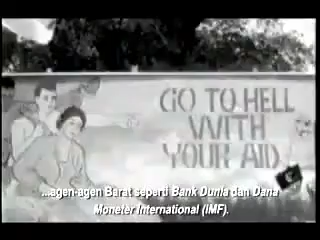 GO TO HELL
WITH
YOUR AID
...agen-agen Barat seperti Bank Dunia dan Dana
Moneter International (IMF).